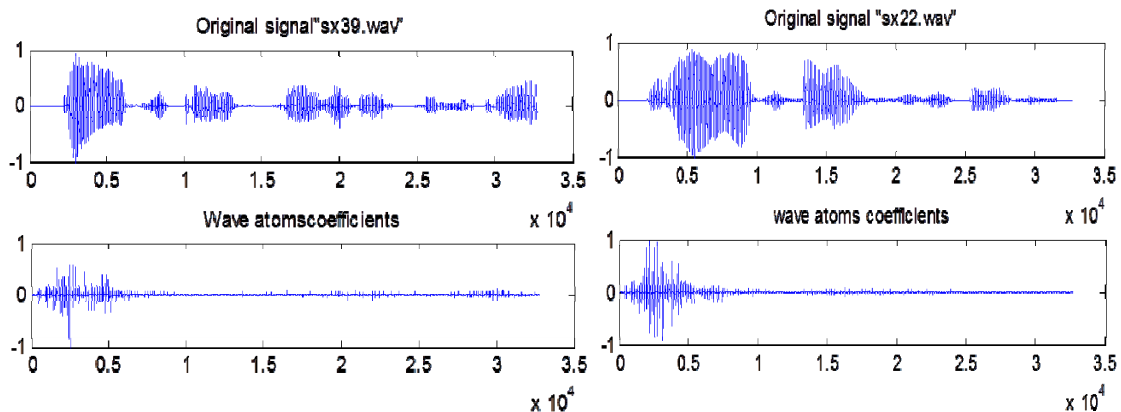 Original signal"sx39.wav"
1
0
-1
0 0.5 1 1.5 2 2.5 3 3.5
x 10^4
Wave atomscoefficients
1
0
-1
0 0.5 1 1.5 2 2.5 3 3.5
x 10^4
Original signal "sx22.wav"
1
0
-1
0 0.5 1 1.5 2 2.5 3 3.5
x 10^4
wave atoms coefficients
1
0
-1
0 0.5 1 1.5 2 2.5 3 3.5
x 10^4